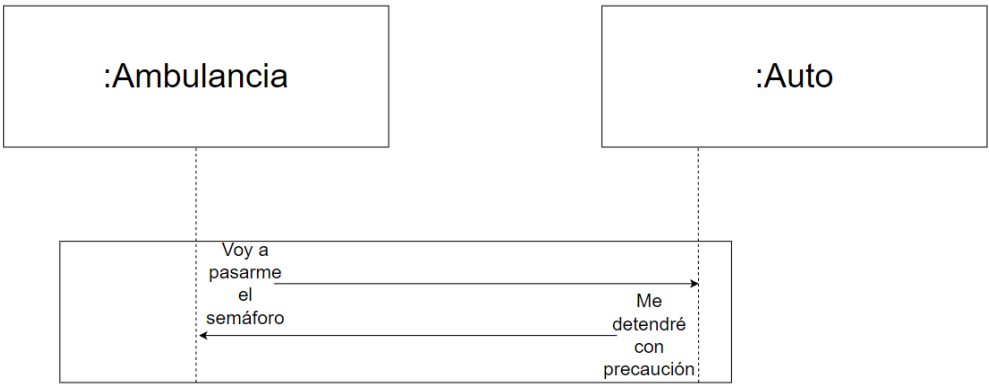 :Ambulancia
:Auto
Voy a
pasarme
el
semáforo
Me
detendré
con
precaución